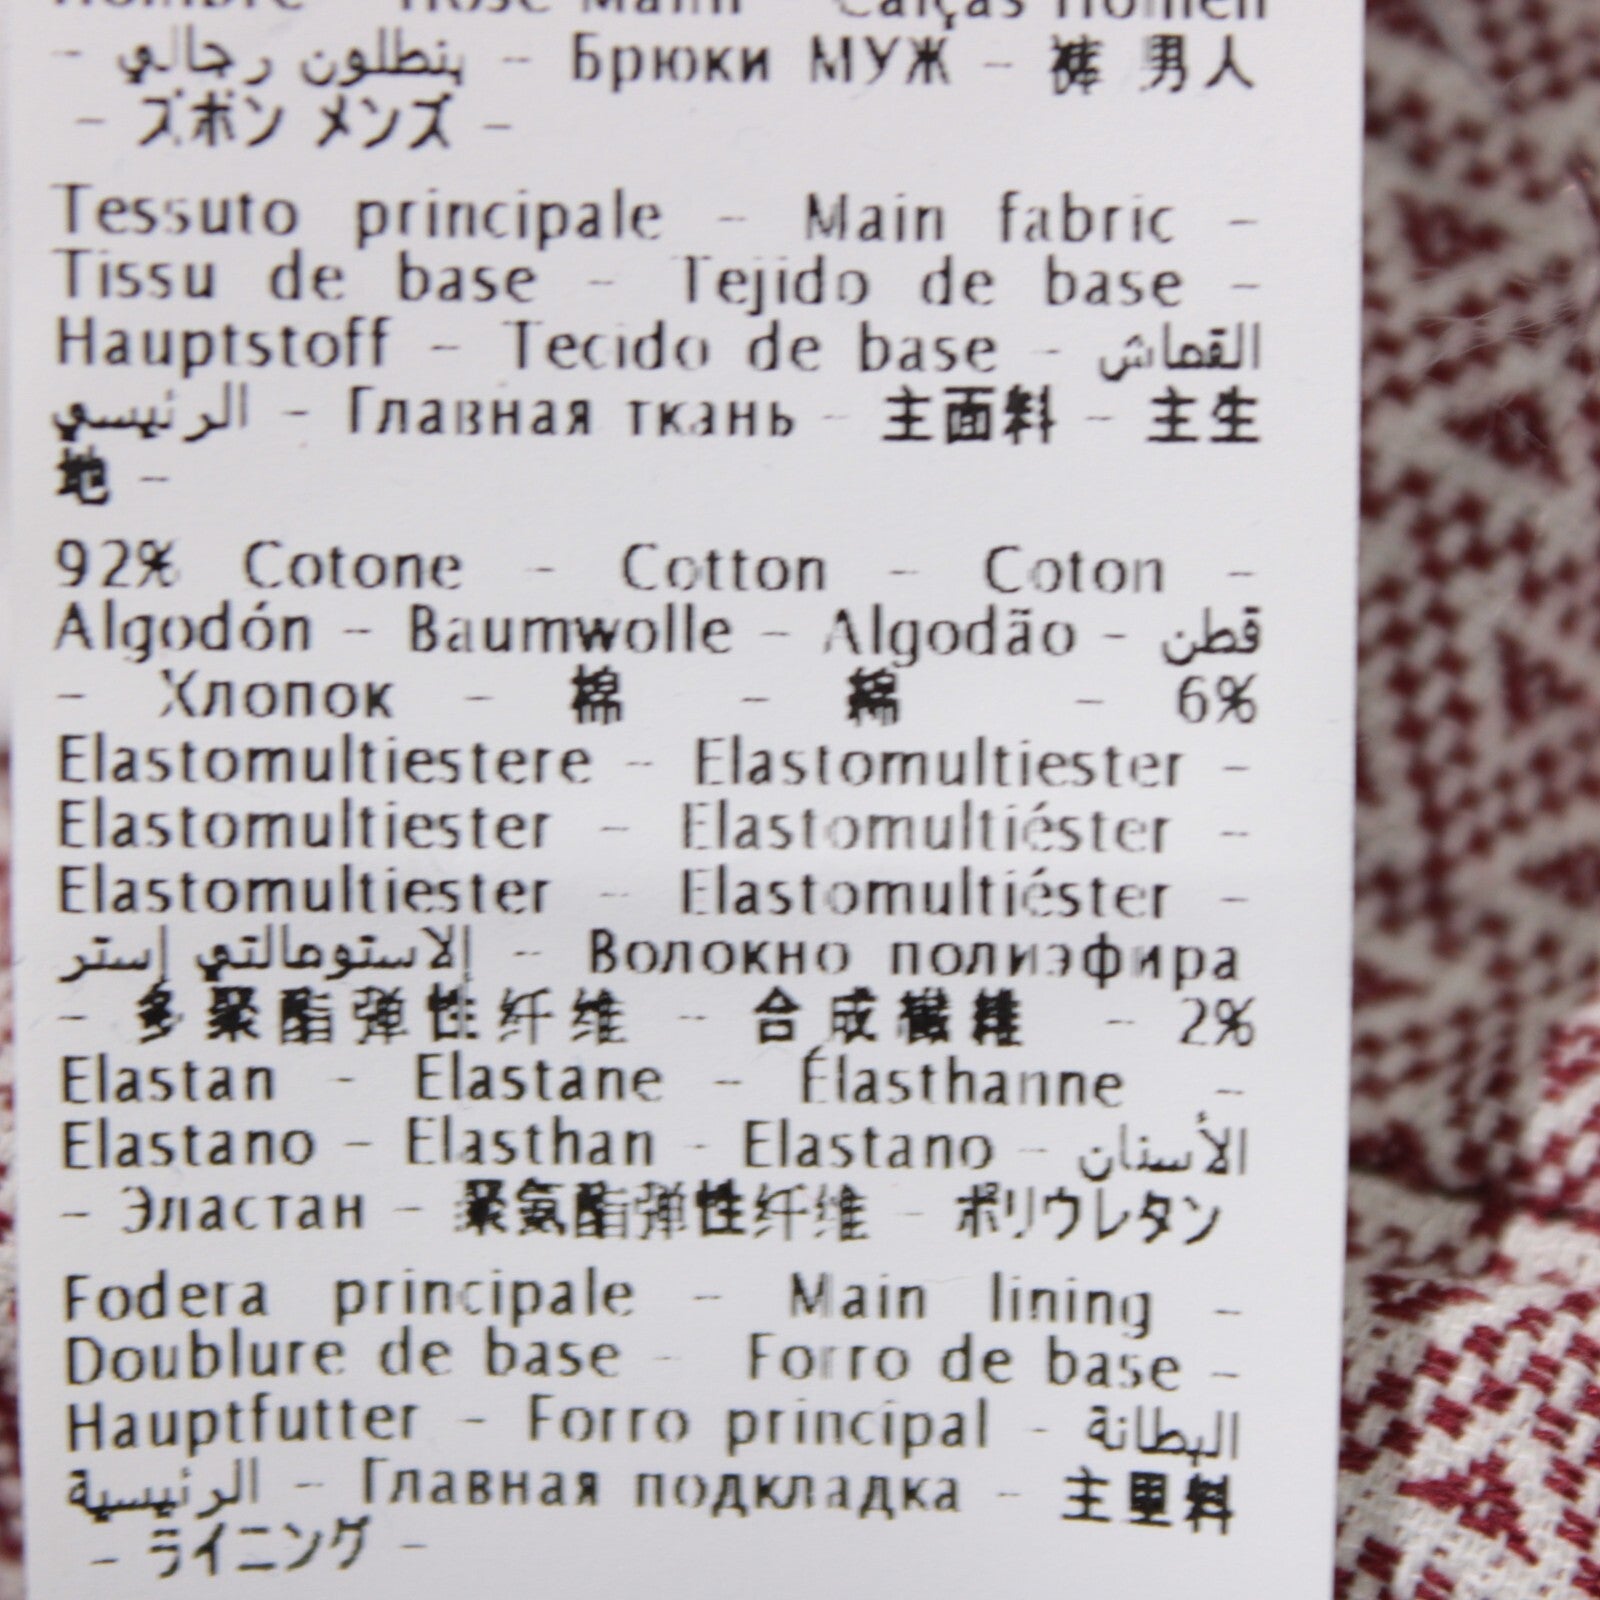 Hose Mann - Calças Homen
- بنطلون رجالي - Брюки МУЖ - 裤 男人
- ズボン メンズ -
Tessuto principale - Main fabric -
Tissu de base - Tejido de base -
Hauptstoff - Tecido de base - القماش
الرئيسي - Главная ткань - 主面料 - 主生
地 -
92% Cotone - Cotton - Coton -
Algodón - Baumwolle - Algodão - قطن
- Хлопок - 棉 - 綿 - 6%
Elastomultiestere - Elastomultiester -
Elastomultiester - Elastomultiéster -
Elastomultiester - Elastomultiéster -
إلاستومالتي إستر - Волокно полиэфира
- 多聚酯弹性纤维 - 合成繊維 - 2%
Elastan - Elastane - Élasthanne -
Elastano - Elasthan - Elastano - الأسنان
- Эластан - 聚氨酯弹性纤维 - ポリウレタン
Fodera principale - Main lining -
Doublure de base - Forro de base -
Hauptfutter - Forro principal - البطانة
الرئيسية - Главная подкладка - 主里料
- ライニング -